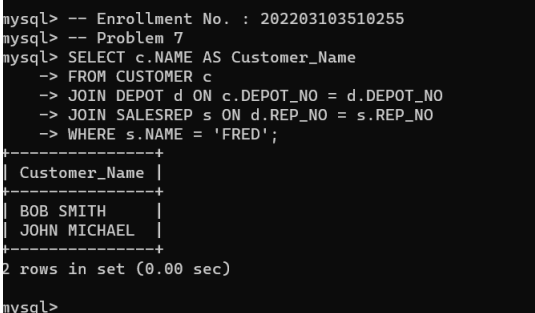 mysql> -- Enrollment No. : 202203103510255
mysql> -- Problem 7
mysql> SELECT c.NAME AS Customer_Name
    -> FROM CUSTOMER c
    -> JOIN DEPOT d ON c.DEPOT_NO = d.DEPOT_NO
    -> JOIN SALESREP s ON d.REP_NO = s.REP_NO
    -> WHERE s.NAME = 'FRED';
+---------------+
| Customer_Name |
+---------------+
| BOB SMITH     |
| JOHN MICHAEL  |
+---------------+
2 rows in set (0.00 sec)
mysql>